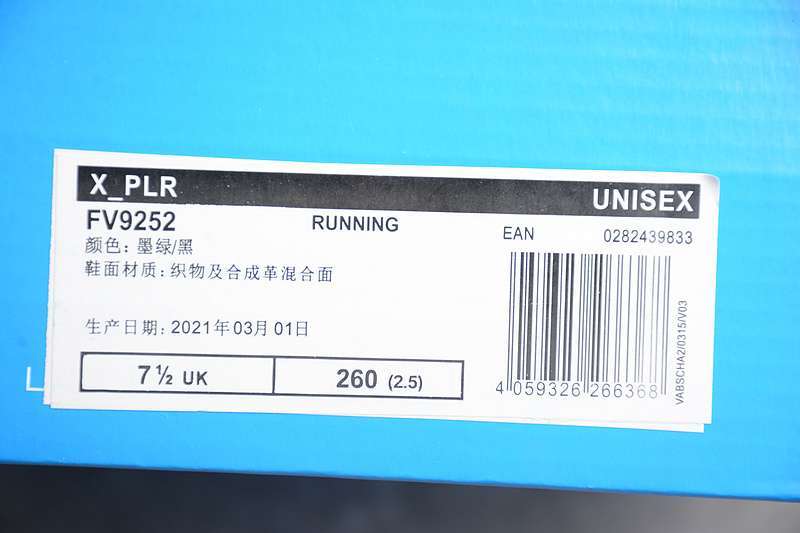 X_PLR
UNISEX
FV9252
RUNNING
EAN
0282439833
颜色: 墨绿/黑
鞋面材质: 织物及合成革混合面
生产日期: 2021年03月01日
7 ½ UK
260 (2.5)
4 059326 266368
VABSCHA2/0315/V03
L